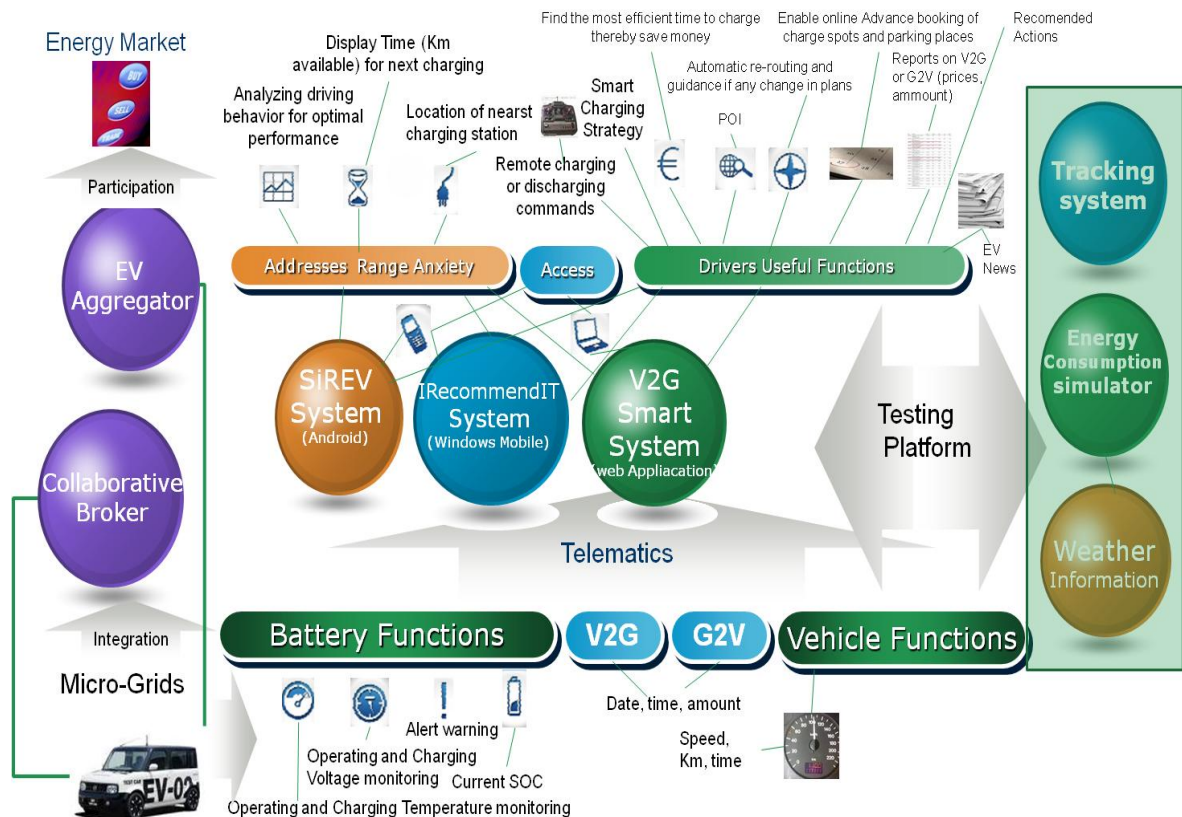 Energy Market
BUY
SELL
Participation
EV
Aggregator
Collaborative
Broker
Integration
Micro-Grids
EV-02
Analyzing driving
behavior for optimal
performance
Display Time (Km
available) for next charging
Location of nearest
charging station
Smart
Charging
Strategy
Remote charging
or discharging
commands
Find the most efficient time to charge
thereby save money
Automatic re-routing and
guidance if any change in plans
POI
Enable online Advance booking of
charge spots and parking places
Reports on V2G
or G2V (prices,
ammount)
Recomended
Actions
EV
News
Addresses Range Anxiety
Access
Drivers Useful Functions
SiREV
System
(Android)
IRecommendIT
System
(Windows Mobile)
V2G
Smart
System
(web Appliacation)
Testing
Platform
Tracking
system
Energy
Consumption
simulator
Weather
Information
Telematics
Battery Functions
V2G
G2V
Vehicle Functions
Alert warning
Operating and Charging
Voltage monitoring
Current SOC
Operating and Charging Temperature monitoring
Date, time, amount
Speed,
Km, time